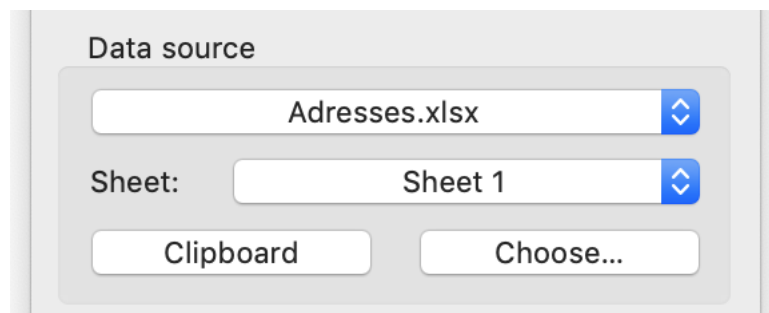 Data source
Adresses.xlsx
Sheet: Sheet 1
Clipboard Choose...